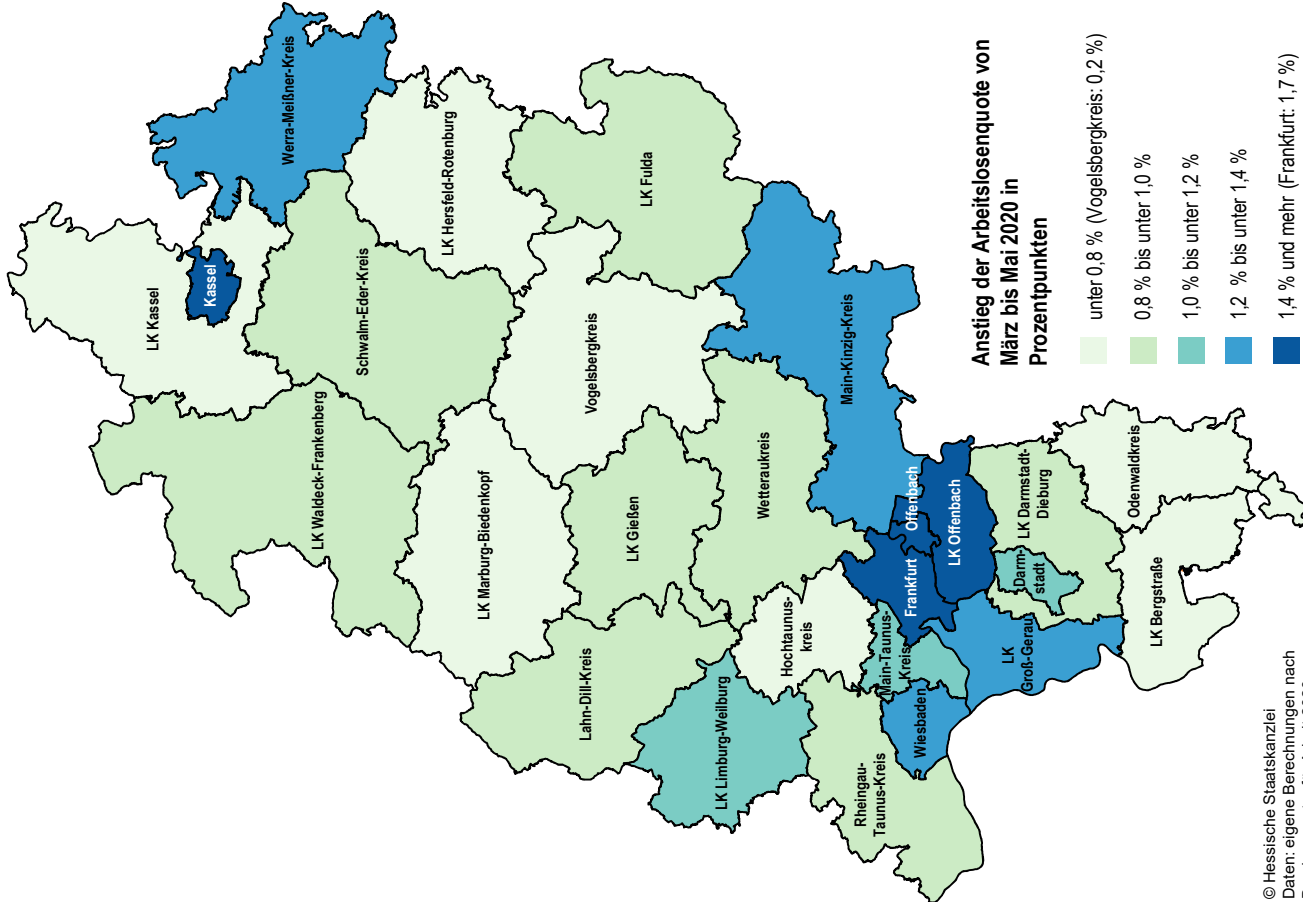 Werra-Meißner-Kreis
LK Kassel
Kassel
LK Hersfeld-Rotenburg
Schwalm-Eder-Kreis
LK Waldeck-Frankenberg
LK Fulda
Vogelsbergkreis
LK Marburg-Biedenkopf
LK Gießen
Lahn-Dill-Kreis
Wetteraukreis
Main-Kinzig-Kreis
LK Limburg-Weilburg
Hochtaunus-
kreis
Main-Taunus-
Kreis
Frankfurt
Offenbach
LK Offenbach
Rheingau-
Taunus-Kreis
Wiesbaden
LK
Groß-Gerau
Darm-
stadt
LK Darmstadt-
Dieburg
Odenwaldkreis
LK Bergstraße
Anstieg der Arbeitslosenquote von
März bis Mai 2020 in
Prozentpunkten
unter 0,8 % (Vogelsbergkreis: 0,2 %)
0,8 % bis unter 1,0 %
1,0 % bis unter 1,2 %
1,2 % bis unter 1,4 %
1,4 % und mehr (Frankfurt: 1,7 %)
© Hessische Staatskanzlei
Daten: eigene Berechnungen nach